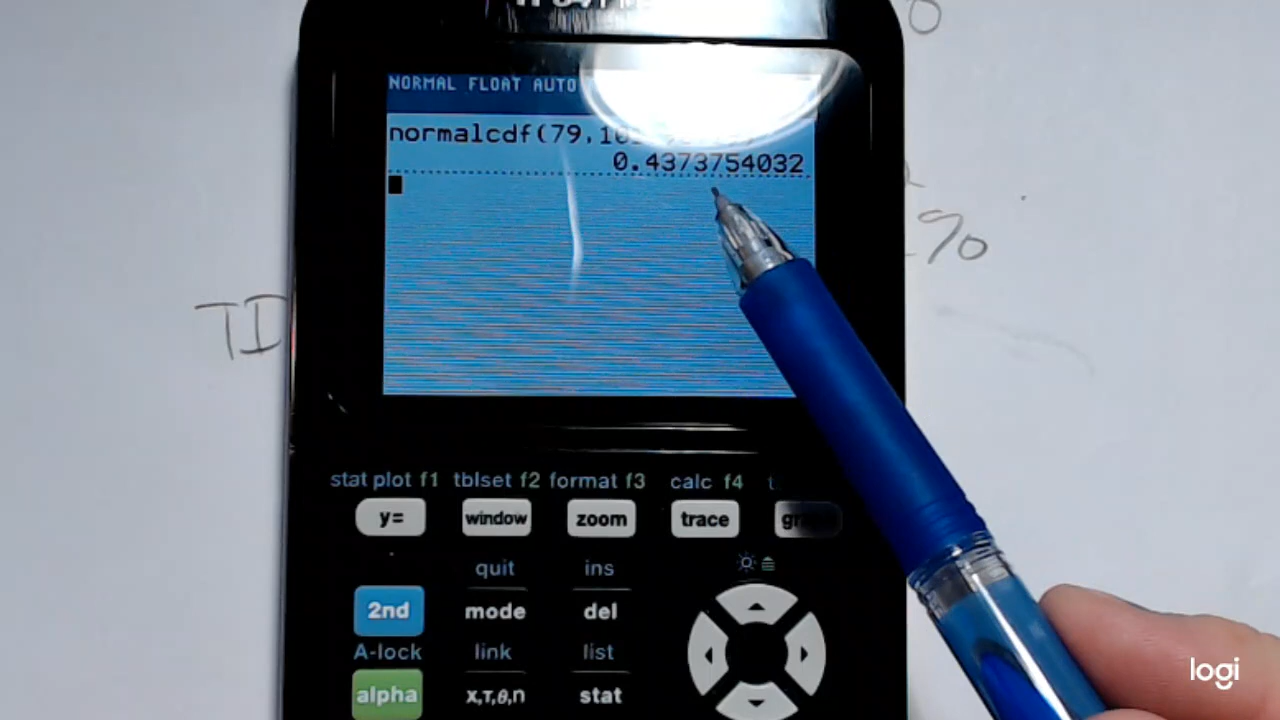 NORMAL FLOAT AUTO
normalcdf(79,10
0.4373754032
%
TI
stat plot f1 tblset f2 format f3 calc f4
y= window zoom trace
quit ins
2nd mode del
A-lock link list
alpha X,T,θ,n stat
logi